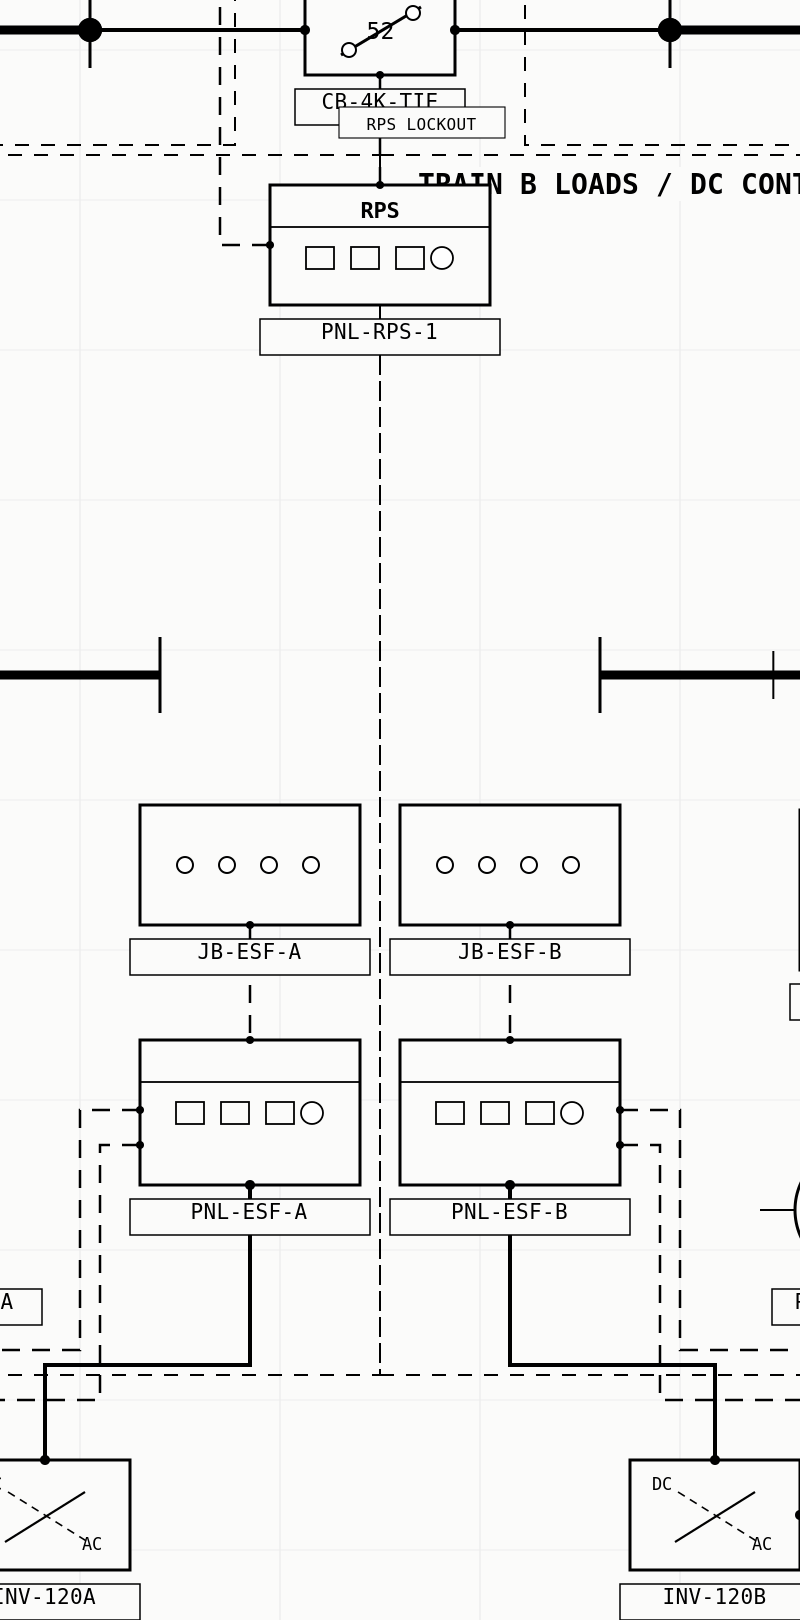 52
CB-4K-TIE
RPS LOCKOUT
TRAIN B LOADS / DC CONT
RPS
PNL-RPS-1
JB-ESF-A
JB-ESF-B
PNL-ESF-A
PNL-ESF-B
A
DC
AC
AC
INV-120A
INV-120B